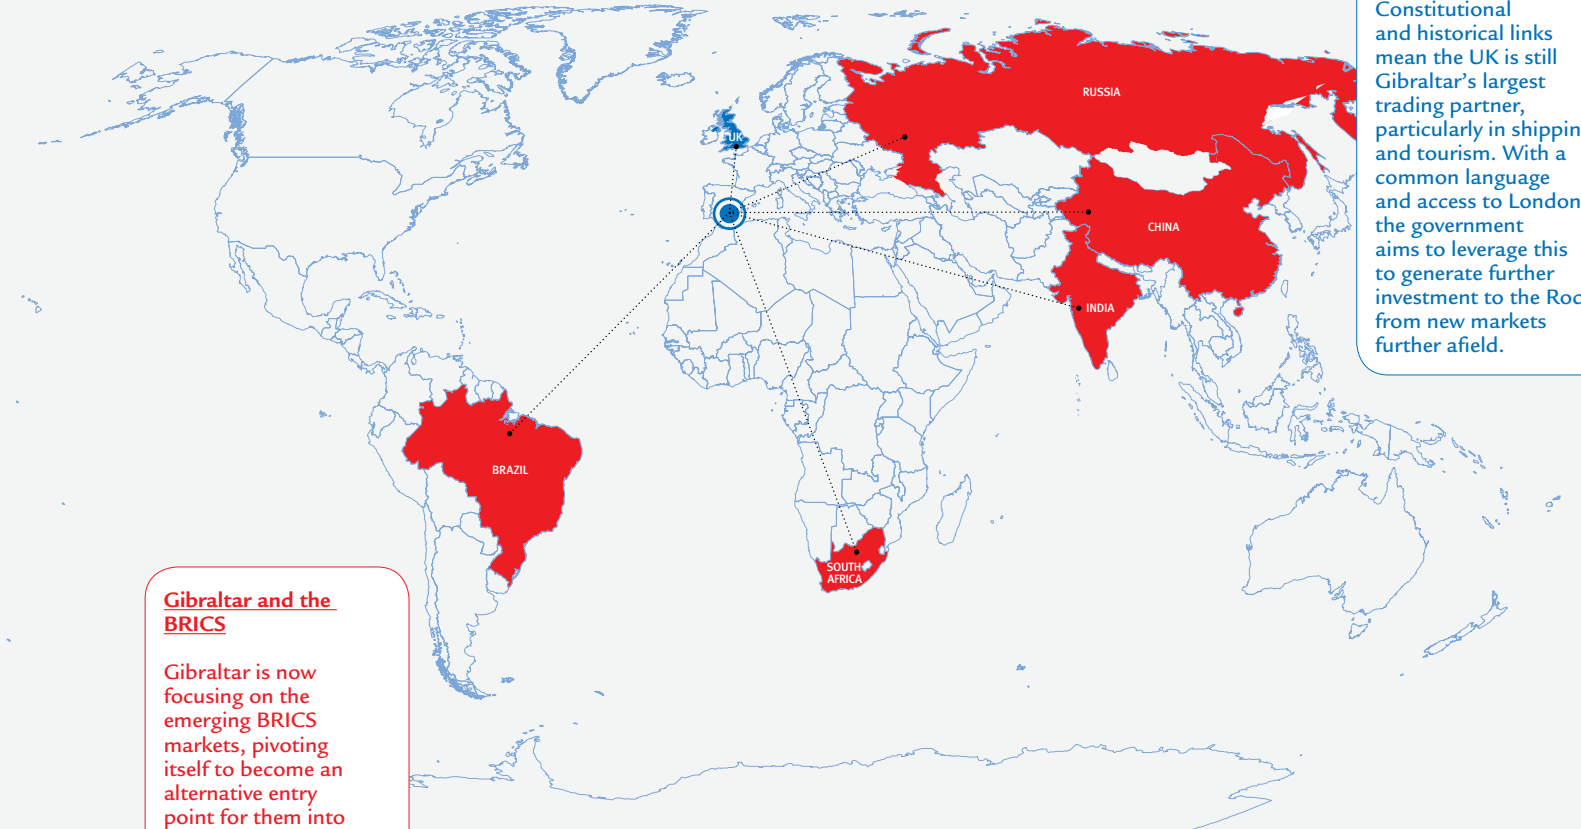 Constitutional
and historical links
mean the UK is still
Gibraltar’s largest
trading partner,
particularly in shippin
and tourism. With a
common language
and access to London
the government
aims to leverage this
to generate further
investment to the Roc
from new markets
further afield.
RUSSIA
UK
CHINA
INDIA
BRAZIL
SOUTH
AFRICA
Gibraltar and the
BRICS
Gibraltar is now
focusing on the
emerging BRICS
markets, pivoting
itself to become an
alternative entry
point for them into